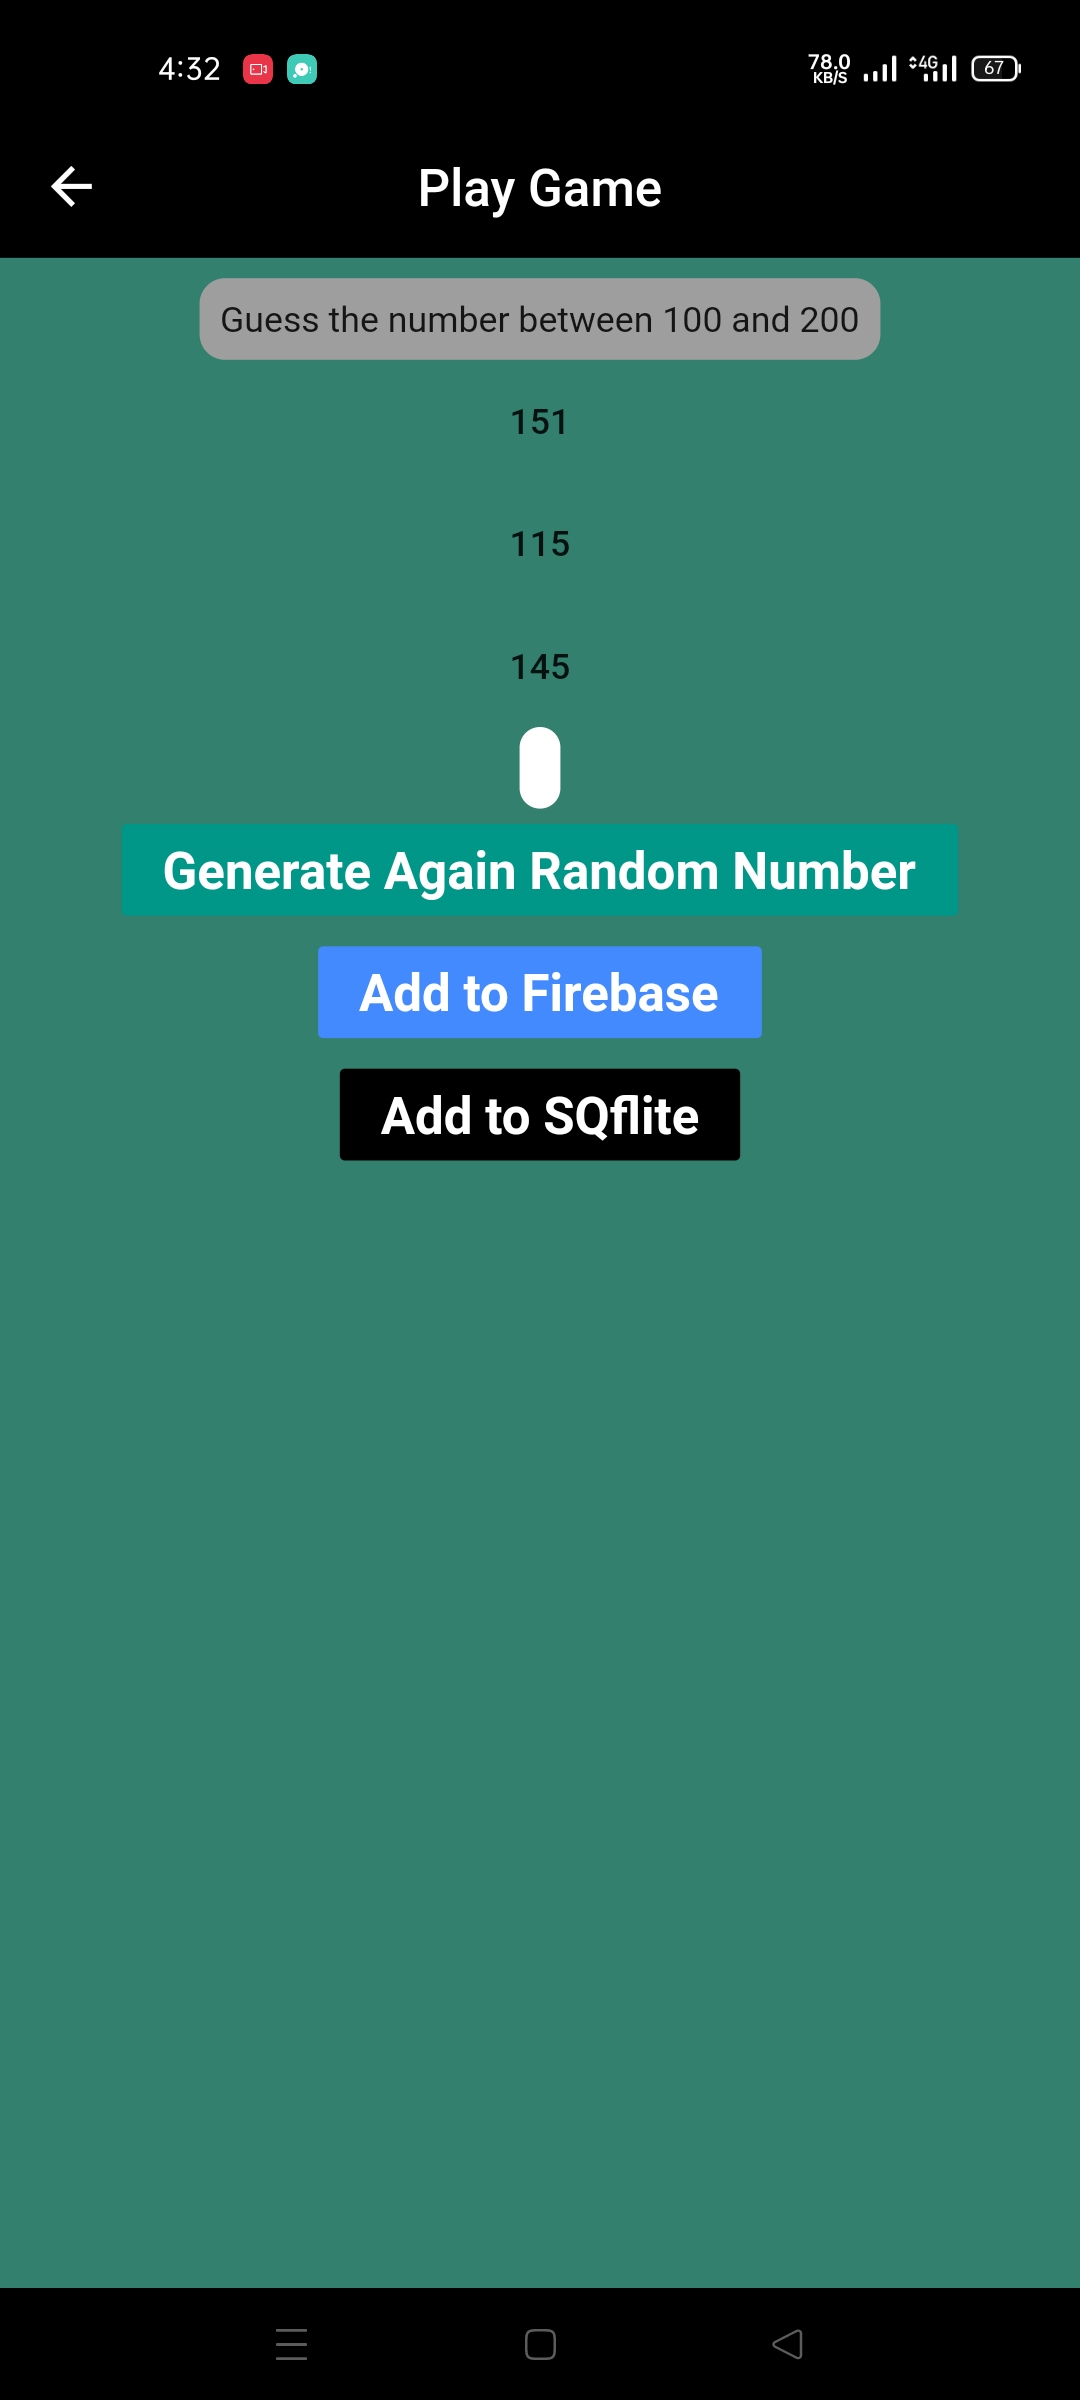 4:32
78.0
KB/S
4G
67
Play Game
Guess the number between 100 and 200
151
115
145
Generate Again Random Number
Add to Firebase
Add to SQflite